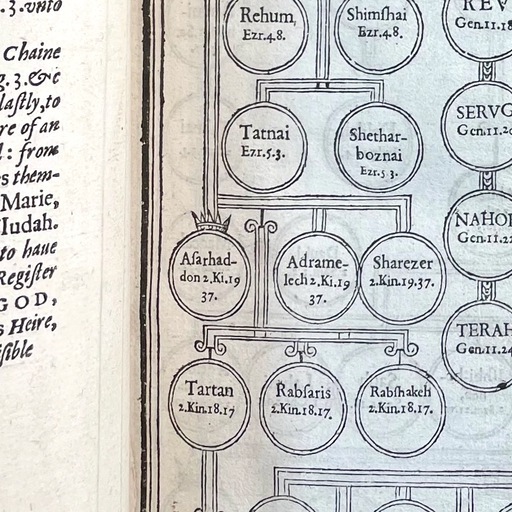 .3.vnto
Chaine
g.3.&c
laſtly,to
re of an
l: from
s them-
Marie,
Iudah.
to haue
Regiſter
GOD,
s Heire,
iſible
Rehum,
Ezr.4.8.
Shimſhai
Ezr.4.8.
REV
Gen.11.18
Tatnai
Ezr.5.3.
Shethar-
boznai
Ezr.5.3.
SERVG
Gen.11.20
NAHOR
Gen.11.22
Aſarhad-
don 2.Ki.19
37.
Adrame-
lech 2.Ki.19
37.
Sharezer
2.Kin.19.37.
TERAH
Gen.11.24
Tartan
2.Kin.18.17
Rabſaris
2.Kin.18.17.
Rabſhakeh
2.Kin.18.17.